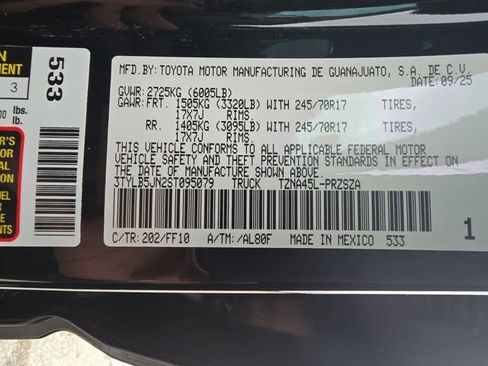 MFD.BY: TOYOTA MOTOR MANUFACTURING DE GUANAJUATO, S.A. DE C.V.
DATE: 09/25
GVWR: 2725KG (6005LB)
GAWR: FRT. 1505KG (3320LB) WITH 245/70R17 TIRES,
17X7J RIMS.
RR. 1405KG (3095LB) WITH 245/70R17 TIRES,
17X7J RIMS.
THIS VEHICLE CONFORMS TO ALL APPLICABLE FEDERAL MOTOR
VEHICLE SAFETY AND THEFT PREVENTION STANDARDS IN EFFECT
ON THE DATE OF MANUFACTURE SHOWN ABOVE.
3TYLB5JN2ST095079 TRUCK TZNA45L-PRZSZA
C/TR: 202/FF10 A/TM: /AL80F MADE IN MEXICO 533
1
533
N
EMENT
3
00 lbs.
lb.
R'S